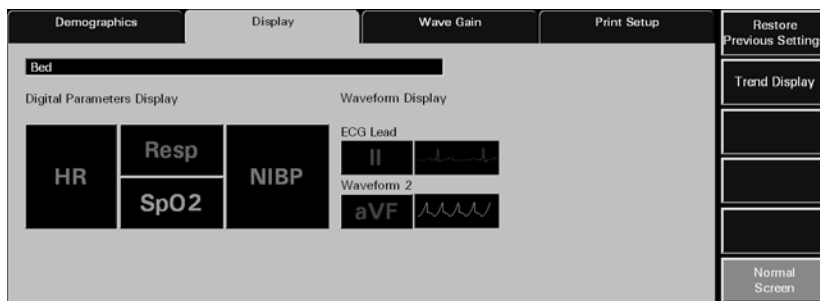 Demographics
Display
Wave Gain
Print Setup
Restore
Previous Setting
Trend Display
Bed
Digital Parameters Display
Waveform Display
ECG Lead
HR
Resp
SpO2
NIBP
II
Waveform 2
aVF
Normal
Screen